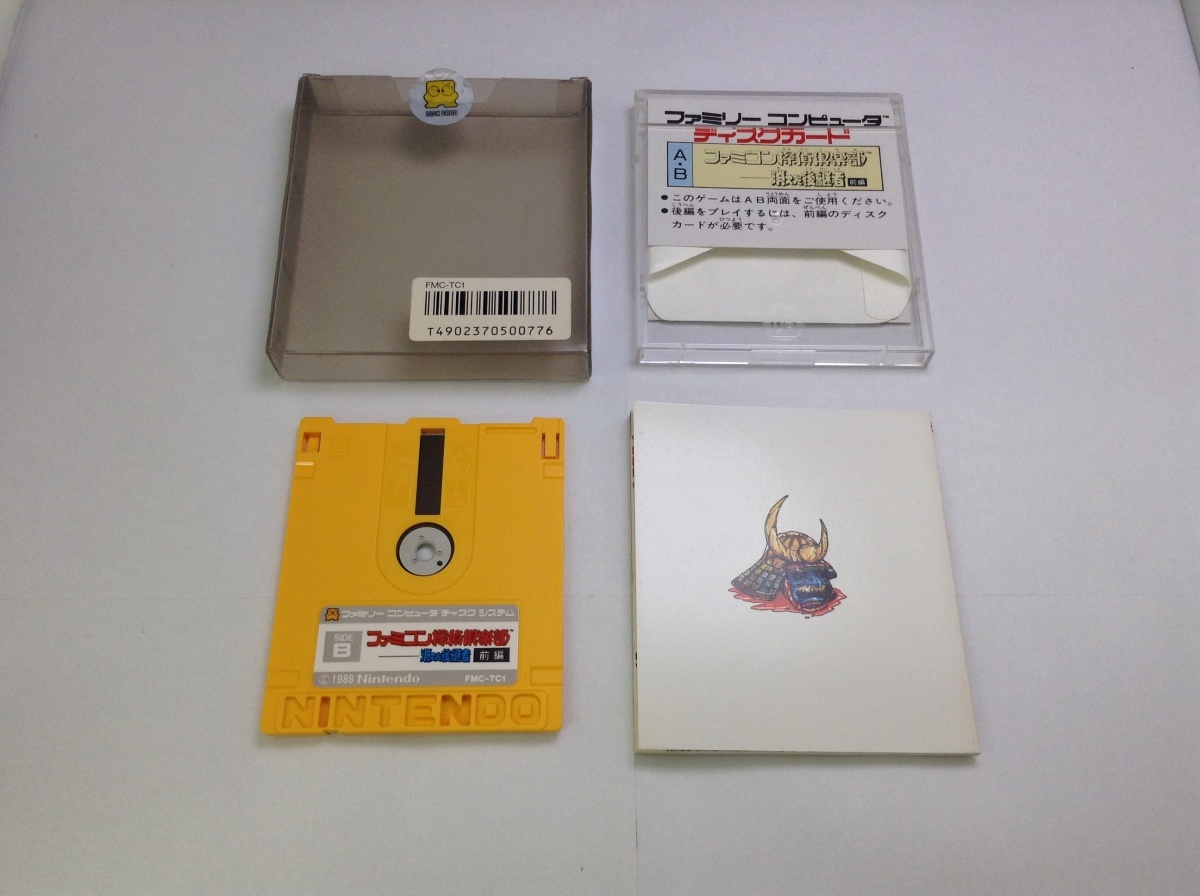 FMC-TC1
T4902370500776
ファミリー コンピュータ™
ディスクカード
A・B
ファミコン探偵倶楽部™
消えた後継者 前編
●このゲームはAB両面をご使用ください。
●後編をプレイするには、前編のディスク
カードが必要です。
ファミリー コンピュータ ディスク システム
SIDE
B
ファミコン探偵倶楽部™
消えた後継者 前編
©1988 Nintendo FMC-TC1
NINTENDO